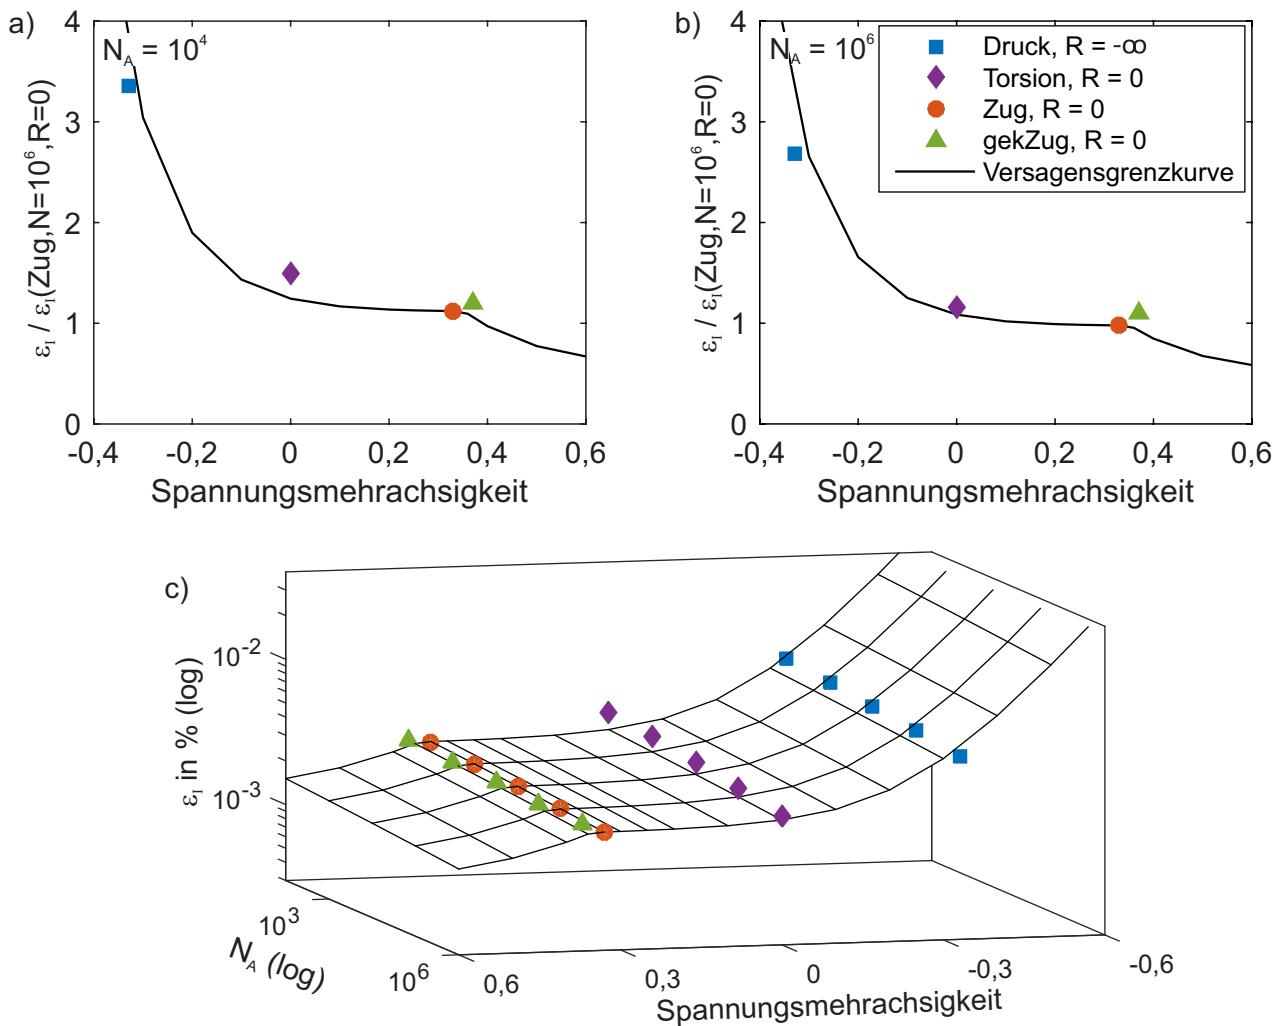 a)
N_A = 10^4
4
3
2
1
0
-0,4
-0,2
0
0,2
0,4
0,6
ε_I / ε_I(Zug,N=10^6,R=0)
Spannungsmehrachsigkeit
b)
N_A = 10^6
4
3
2
1
0
-0,4
-0,2
0
0,2
0,4
0,6
ε_I / ε_I(Zug,N=10^6,R=0)
Spannungsmehrachsigkeit
Druck, R = -∞
Torsion, R = 0
Zug, R = 0
gekZug, R = 0
Versagensgrenzkurve
c)
10^-2
10^-3
ε_I in % (log)
10^3
10^6
N_A (log)
0,6
0,3
0
-0,3
-0,6
Spannungsmehrachsigkeit